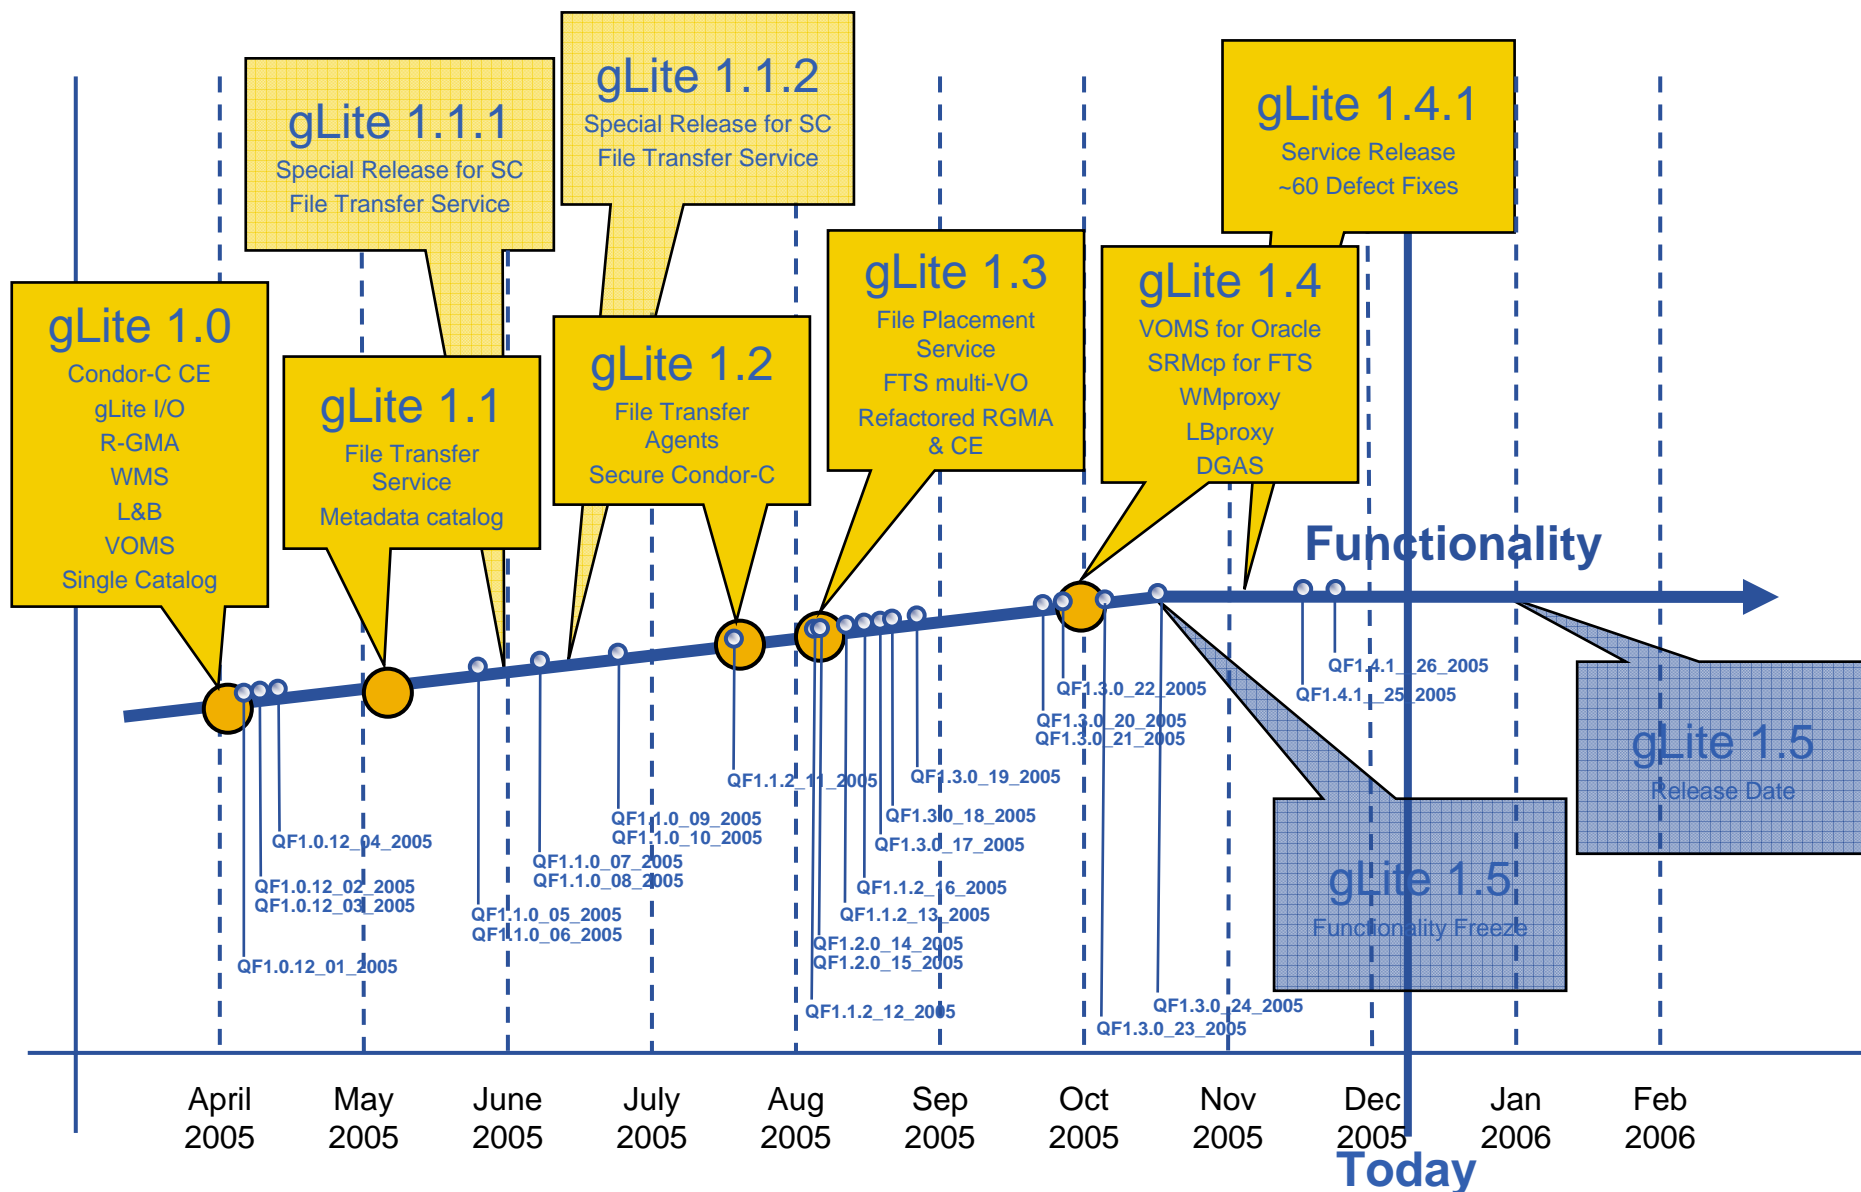 gLite 1.0
Condor-C CE
gLite I/O
R-GMA
WMS
L&B
VOMS
Single Catalog
gLite 1.1.1
Special Release for SC
File Transfer Service
gLite 1.1
File Transfer
Service
Metadata catalog
gLite 1.1.2
Special Release for SC
File Transfer Service
gLite 1.2
File Transfer
Agents
Secure Condor-C
gLite 1.3
File Placement
Service
FTS multi-VO
Refactored RGMA
& CE
gLite 1.4
VOMS for Oracle
SRMcp for FTS
WMproxy
LBproxy
DGAS
gLite 1.4.1
Service Release
~60 Defect Fixes
Functionality
QF1.0.12_04_2005
QF1.0.12_02_2005
QF1.0.12_03_2005
QF1.0.12_01_2005
QF1.1.0_05_2005
QF1.1.0_06_2005
QF1.1.0_07_2005
QF1.1.0_08_2005
QF1.1.0_09_2005
QF1.1.0_10_2005
QF1.1.2_11_2005
QF1.3.0_19_2005
QF1.3.0_18_2005
QF1.3.0_17_2005
QF1.1.2_16_2005
QF1.1.2_13_2005
QF1.2.0_14_2005
QF1.2.0_15_2005
QF1.1.2_12_2005
QF1.3.0_22_2005
QF1.3.0_20_2005
QF1.3.0_21_2005
QF1.3.0_24_2005
QF1.3.0_23_2005
QF1.4.1__26_2005
QF1.4.1__25_2005
gLite 1.5
Functionality Freeze
gLite 1.5
Release Date
April
2005
May
2005
June
2005
July
2005
Aug
2005
Sep
2005
Oct
2005
Nov
2005
Dec
2005
Jan
2006
Feb
2006
Today